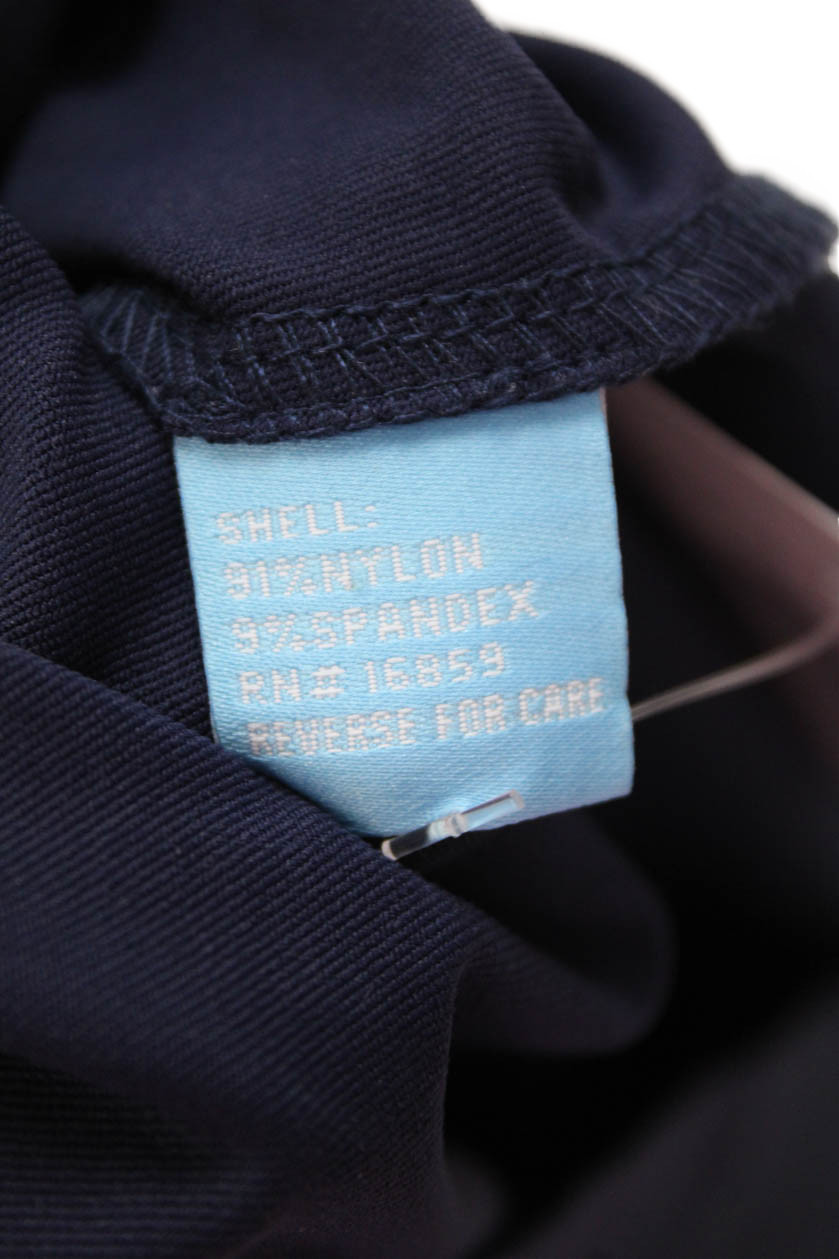 SHELL:
91%NYLON
9%SPANDEX
RN# 16859
REVERSE FOR CARE